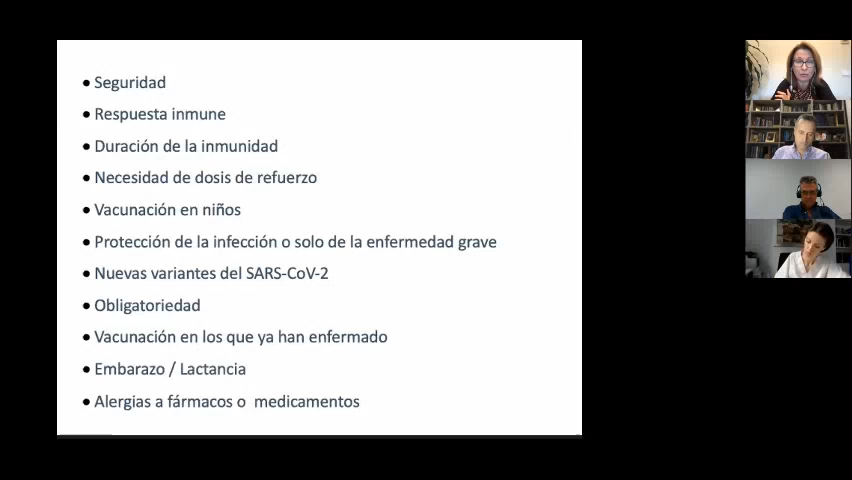 • Seguridad
• Respuesta inmune
• Duración de la inmunidad
• Necesidad de dosis de refuerzo
• Vacunación en niños
• Protección de la infección o solo de la enfermedad grave
• Nuevas variantes del SARS-CoV-2
• Obligatoriedad
• Vacunación en los que ya han enfermado
• Embarazo / Lactancia
• Alergias a fármacos o  medicamentos